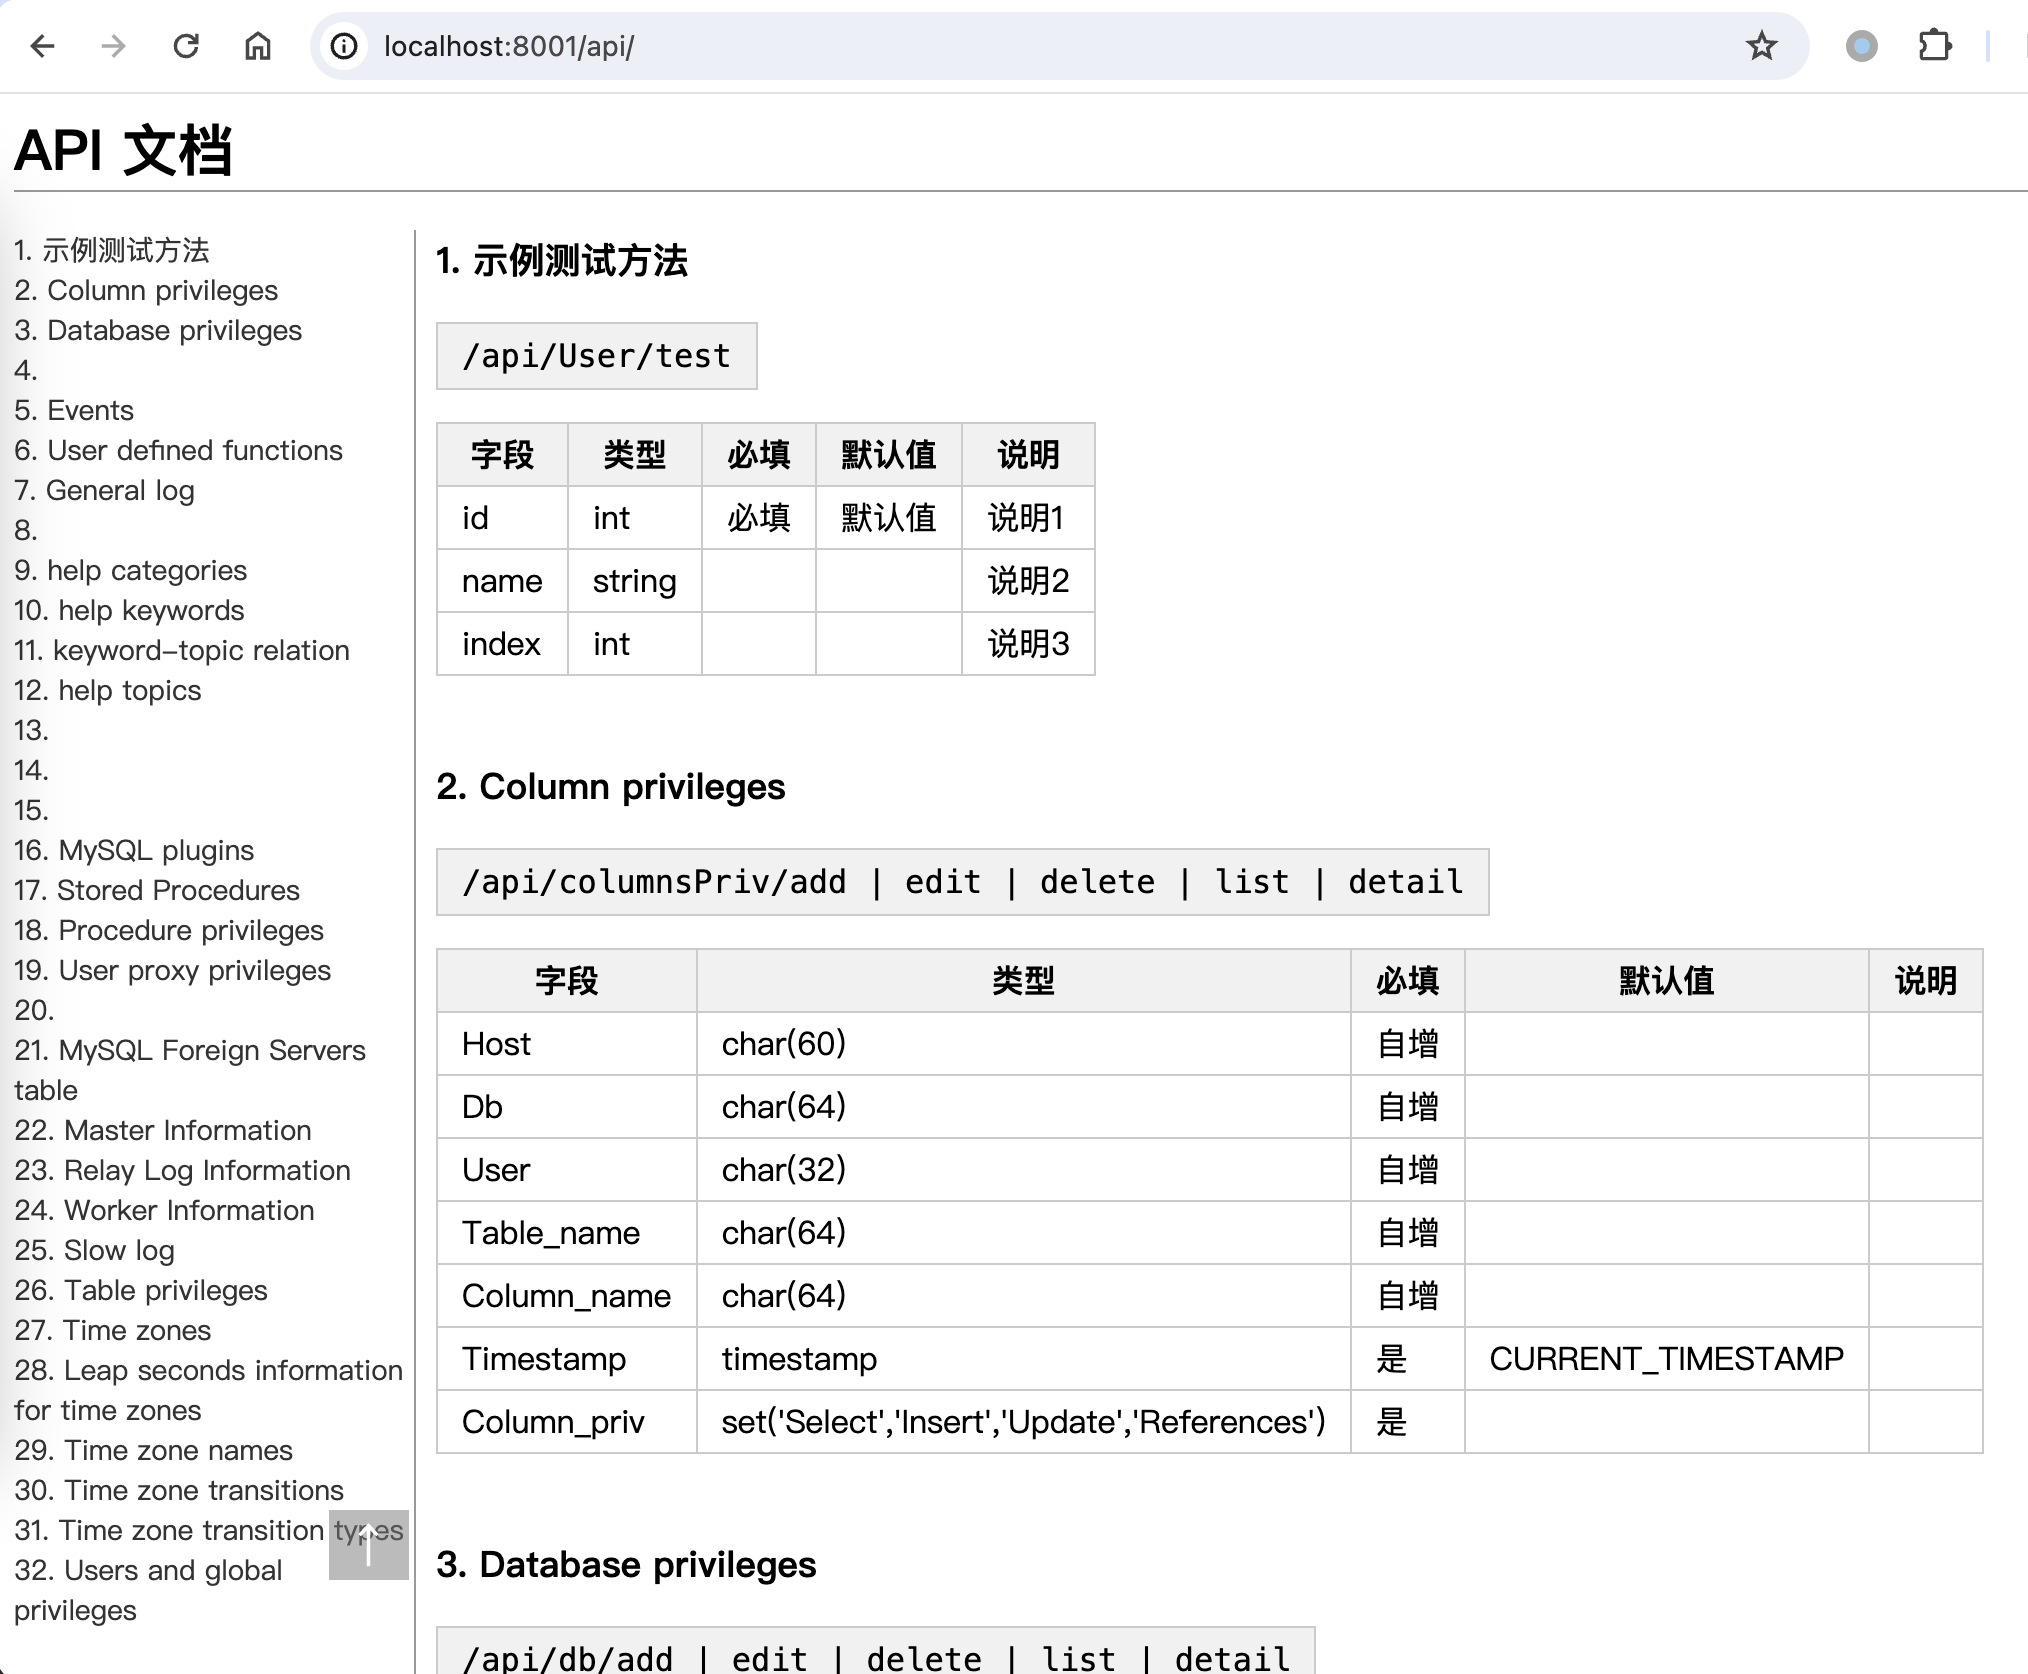 localhost:8001/api/
API 文档
1. 示例测试方法
2. Column privileges
3. Database privileges
4.
5. Events
6. User defined functions
7. General log
8.
9. help categories
10. help keywords
11. keyword-topic relation
12. help topics
13.
14.
15.
16. MySQL plugins
17. Stored Procedures
18. Procedure privileges
19. User proxy privileges
20.
21. MySQL Foreign Servers
table
22. Master Information
23. Relay Log Information
24. Worker Information
25. Slow log
26. Table privileges
27. Time zones
28. Leap seconds information
for time zones
29. Time zone names
30. Time zone transitions
31. Time zone transition types
32. Users and global
privileges
↑
1. 示例测试方法
/api/User/test
字段 类型 必填 默认值 说明
id int 必填 默认值 说明1
name string 说明2
index int 说明3
2. Column privileges
/api/columnsPriv/add | edit | delete | list | detail
字段 类型 必填 默认值 说明
Host char(60) 自增
Db char(64) 自增
User char(32) 自增
Table_name char(64) 自增
Column_name char(64) 自增
Timestamp timestamp 是 CURRENT_TIMESTAMP
Column_priv set('Select','Insert','Update','References') 是
3. Database privileges
/api/db/add | edit | delete | list | detail